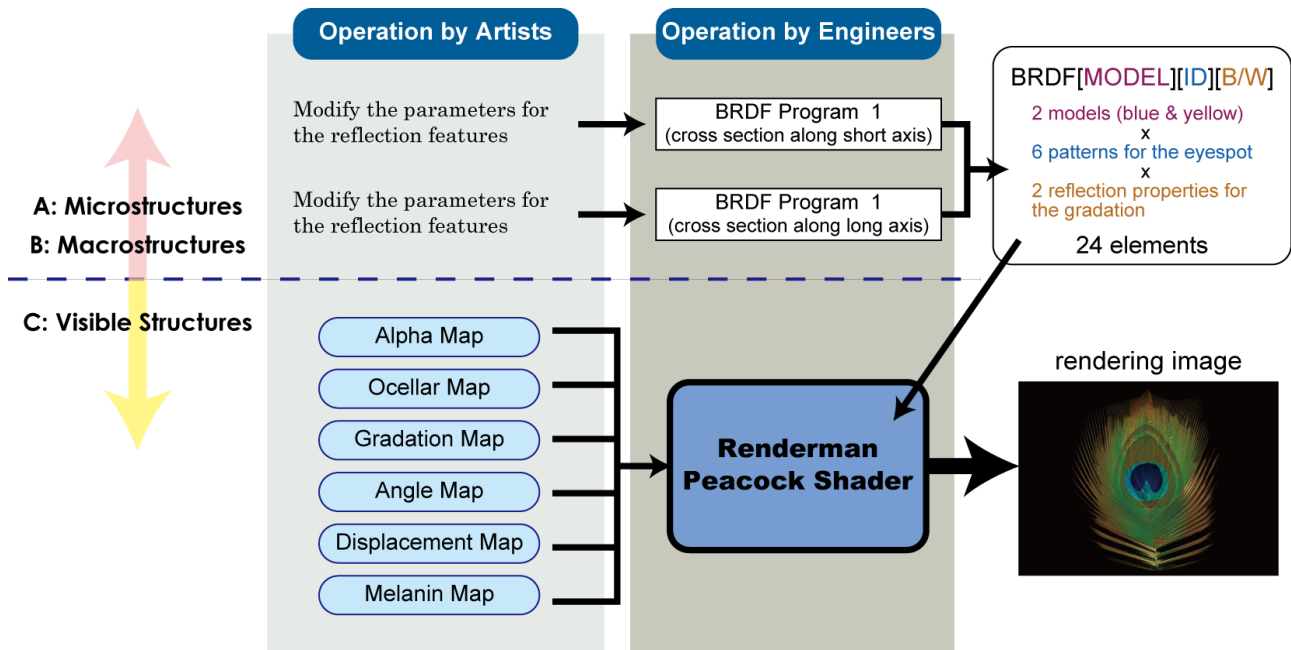 Operation by Artists
Operation by Engineers
Modify the parameters for
the reflection features
BRDF Program 1
(cross section along short axis)
Modify the parameters for
the reflection features
BRDF Program 1
(cross section along long axis)
BRDF[MODEL][ID][B/W]
2 models (blue & yellow)
x
6 patterns for the eyespot
x
2 reflection properties for
the gradation
24 elements
A: Microstructures
B: Macrostructures
C: Visible Structures
Alpha Map
Ocellar Map
Gradation Map
Angle Map
Displacement Map
Melanin Map
Renderman
Peacock Shader
rendering image